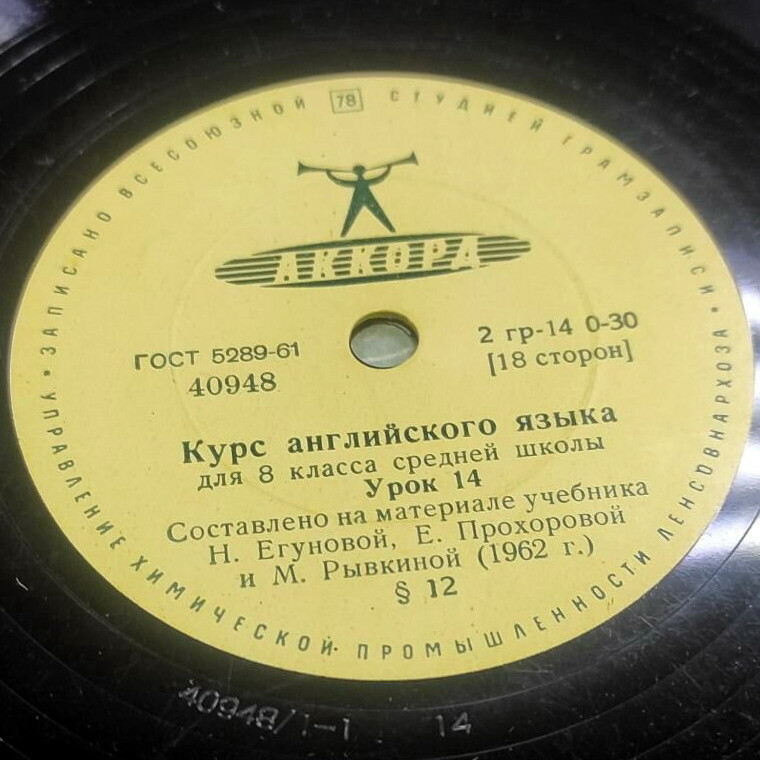 ЗАПИСАНО ВСЕСОЮЗНОЙ 78 СТУДИЕЙ ГРАМЗАПИСИ
АККОРД
ГОСТ 5289-61
40948
2 гр-14 0-30
[18 сторон]
Курс английского языка
для 8 класса средней школы
Урок 14
Составлено на материале учебника
Н. Егуновой, Е. Прохоровой
и М. Рывкиной (1962 г.)
§ 12
УПРАВЛЕНИЕ ХИМИЧЕСКОЙ ПРОМЫШЛЕННОСТИ ЛЕНСОВНАРХОЗА
40948/1-1 14